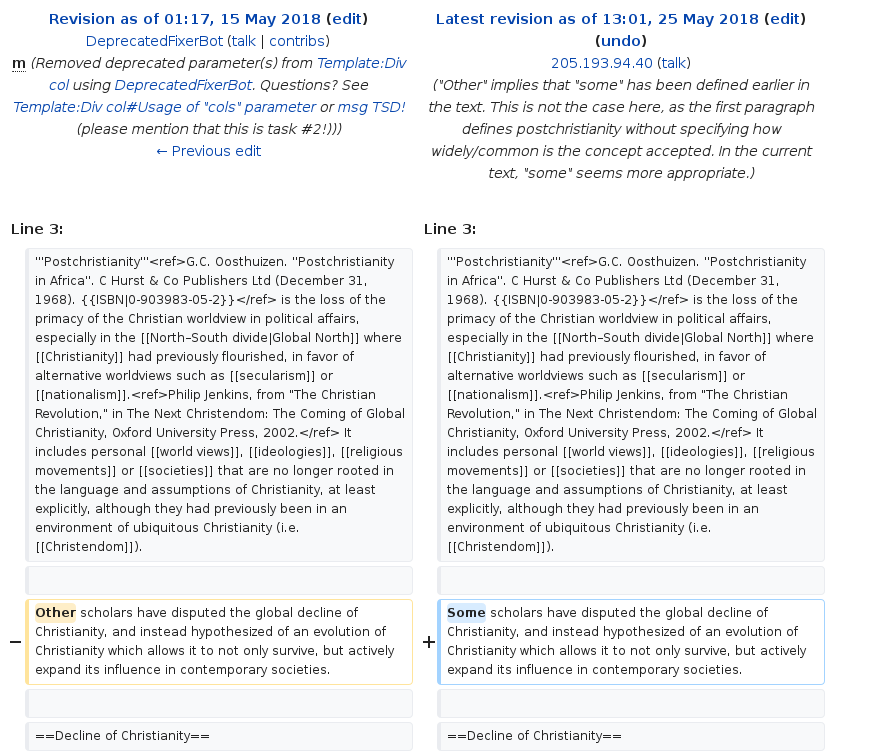 Revision as of 01:17, 15 May 2018 (edit)
DeprecatedFixerBot (talk | contribs)
m (Removed deprecated parameter(s) from Template:Div
col using DeprecatedFixerBot. Questions? See
Template:Div col#Usage of "cols" parameter or msg TSD!
(please mention that this is task #2!)))
← Previous edit
Latest revision as of 13:01, 25 May 2018 (edit)
(undo)
205.193.94.40 (talk)
("Other" implies that "some" has been defined earlier in
the text. This is not the case here, as the first paragraph
defines postchristianity without specifying how
widely/common is the concept accepted. In the current
text, "some" seems more appropriate.)
Line 3:
'''Postchristianity'''<ref>G.C. Oosthuizen. ''Postchristianity
in Africa''. C Hurst & Co Publishers Ltd (December 31,
1968). {{ISBN|0-903983-05-2}}</ref> is the loss of the
primacy of the Christian worldview in political affairs,
especially in the [[North–South divide|Global North]] where
[[Christianity]] had previously flourished, in favor of
alternative worldviews such as [[secularism]] or
[[nationalism]].<ref>Philip Jenkins, from "The Christian
Revolution," in The Next Christendom: The Coming of Global
Christianity, Oxford University Press, 2002.</ref> It
includes personal [[world views]], [[ideologies]], [[religious
movements]] or [[societies]] that are no longer rooted in
the language and assumptions of Christianity, at least
explicitly, although they had previously been in an
environment of ubiquitous Christianity (i.e.
[[Christendom]]).
− Other scholars have disputed the global decline of
Christianity, and instead hypothesized of an evolution of
Christianity which allows it to not only survive, but actively
expand its influence in contemporary societies.
==Decline of Christianity==
Line 3:
'''Postchristianity'''<ref>G.C. Oosthuizen. ''Postchristianity
in Africa''. C Hurst & Co Publishers Ltd (December 31,
1968). {{ISBN|0-903983-05-2}}</ref> is the loss of the
primacy of the Christian worldview in political affairs,
especially in the [[North–South divide|Global North]] where
[[Christianity]] had previously flourished, in favor of
alternative worldviews such as [[secularism]] or
[[nationalism]].<ref>Philip Jenkins, from "The Christian
Revolution," in The Next Christendom: The Coming of Global
Christianity, Oxford University Press, 2002.</ref> It
includes personal [[world views]], [[ideologies]], [[religious
movements]] or [[societies]] that are no longer rooted in
the language and assumptions of Christianity, at least
explicitly, although they had previously been in an
environment of ubiquitous Christianity (i.e.
[[Christendom]]).
+ Some scholars have disputed the global decline of
Christianity, and instead hypothesized of an evolution of
Christianity which allows it to not only survive, but actively
expand its influence in contemporary societies.
==Decline of Christianity==